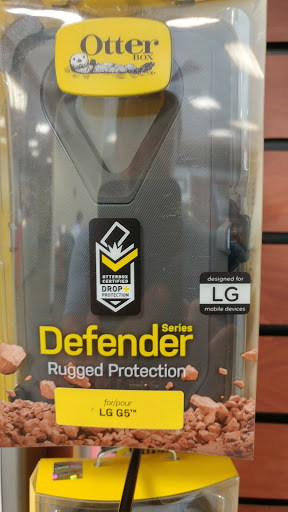 Otter
BOX
OTTERBOX
CERTIFIED
DROP+
PROTECTION
designed for
LG
mobile devices
Defender
Series
Rugged Protection
for/pour
LG G5™